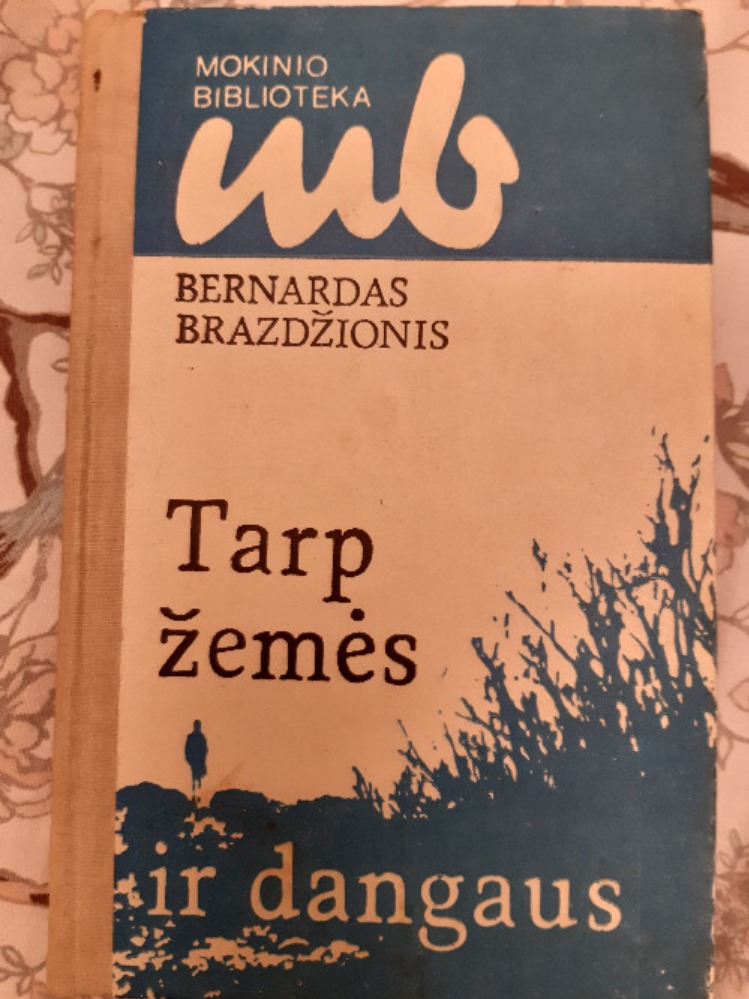 MOKINIO
BIBLIOTEKA
mb
BERNARDAS
BRAZDŽIONIS
Tarp
žemės
ir dangaus